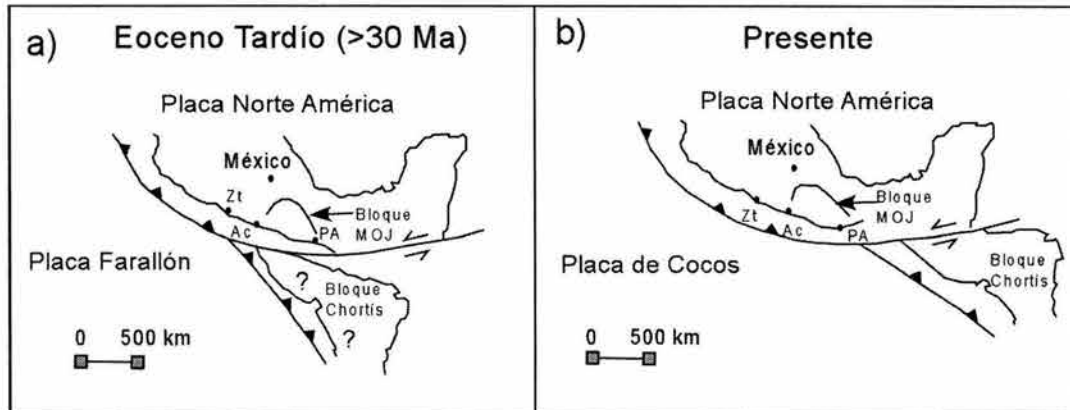 a) Eoceno Tardío (>30 Ma)
Placa Norte América
México
Zt
Bloque
MOJ
Ac
PA
Placa Farallón
?
Bloque
Chortís
?
0 500 km
b) Presente
Placa Norte América
México
Bloque
MOJ
Zt
Ac
PA
Placa de Cocos
Bloque
Chortís
0 500 km